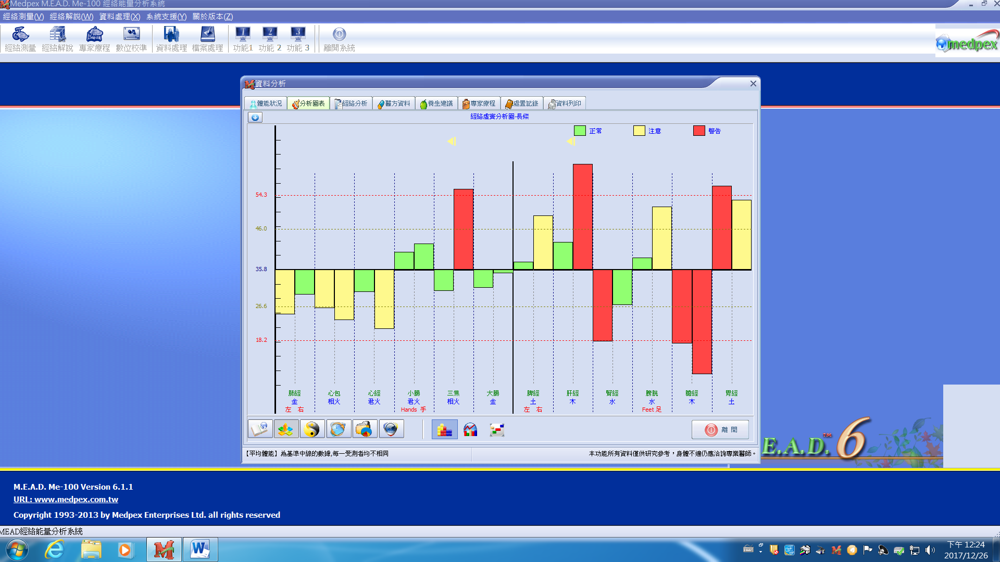 Medpex M.E.A.D. Me-100 經絡能量分析系統
經絡測量(V) 經絡解說(W) 資料處理(X) 系統支援(Y) 關於版本(Z)
經絡測量 經絡解說 專家療程 數位校準 資料處理 檔案處理 功能1 功能 2 功能 3 離開系統
medpex
資料分析
體能狀況 分析圖表 經絡分析 醫方資料 養生建議 專家療程 處置記錄 資料列印
經絡虛實分析圖-長條
正常 注意 警告
54.3
46.0
35.8
26.6
18.2
肺經 心包 心經 小腸 三焦 大腸 脾經 肝經 腎經 膀胱 膽經 胃經
金 相火 君火 君火 相火 金 土 木 水 水 木 土
左 右 Hands 手 左 右 Feet 足
離 開
【平均體能】為基準中線的數據,每一受測者均不相同
本功能所有資料僅供研究參考，身體不適仍應洽詢專業醫師。
E.A.D.™ 6
M.E.A.D. Me-100 Version 6.1.1
URL: www.medpex.com.tw
Copyright 1993-2013 by Medpex Enterprises Ltd. all rights reserved
MEAD經絡能量分析系統
下午 12:24
2017/12/26